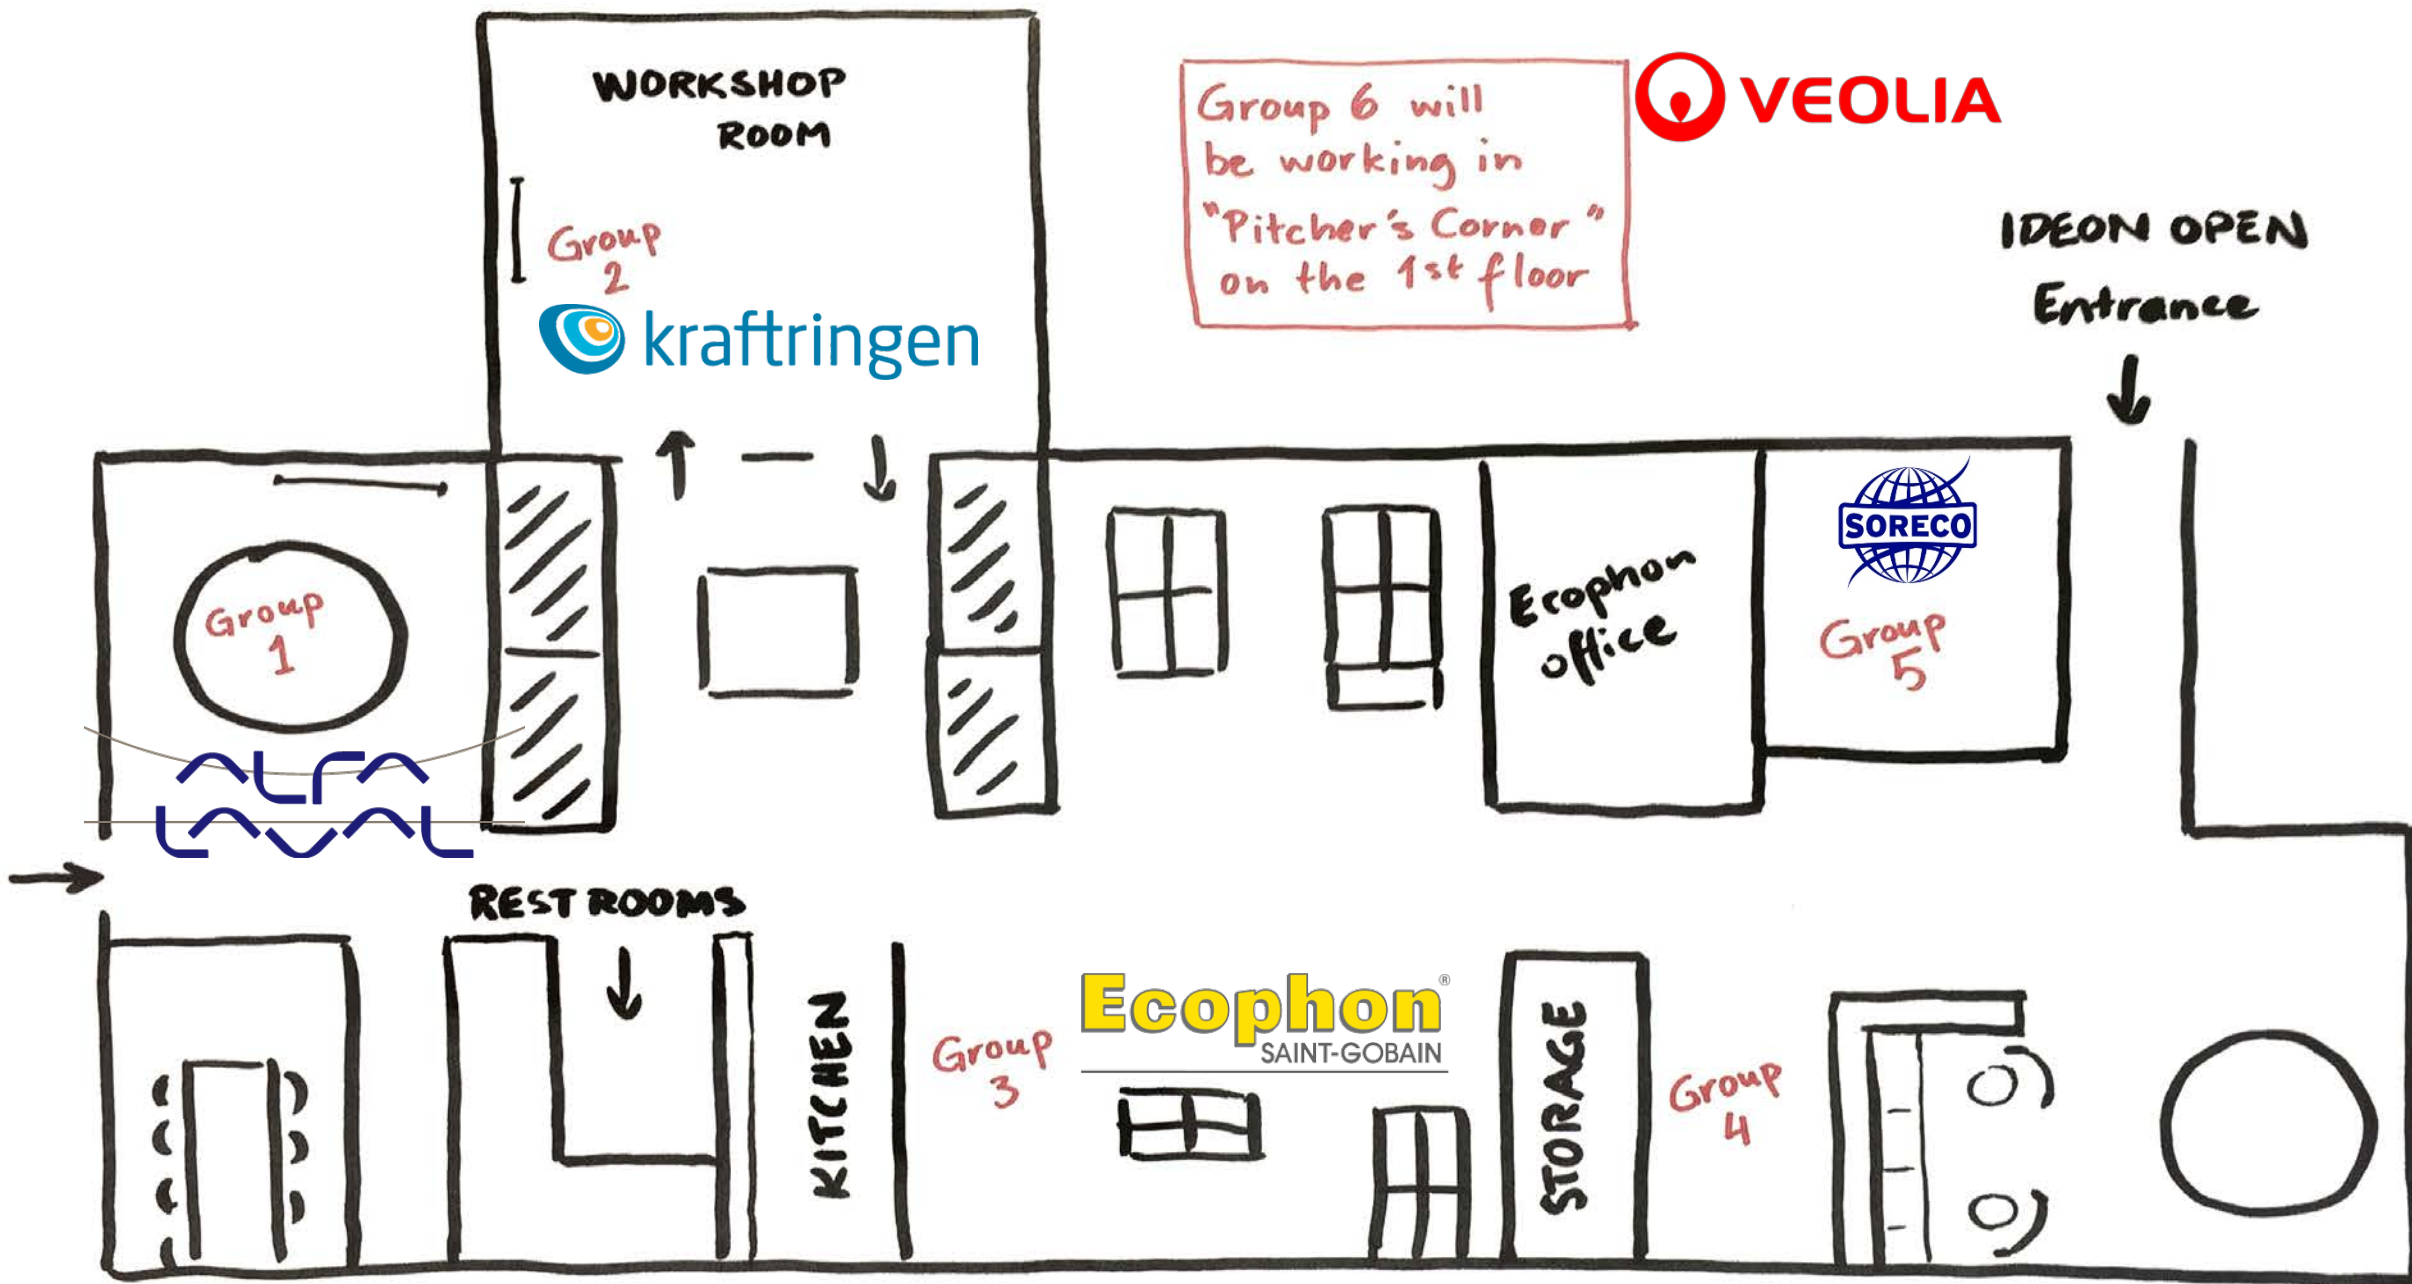 WORKSHOP
ROOM
Group 6 will
be working in
"Pitcher's Corner"
on the 1st floor
VEOLIA
IDEON OPEN
Entrance
Group
2
kraftringen
Group
1
ALFA
LAVAL
Ecophon
office
SORECO
Group
5
REST ROOMS
KITCHEN
Group
3
Ecophon®
SAINT-GOBAIN
STORAGE
Group
4